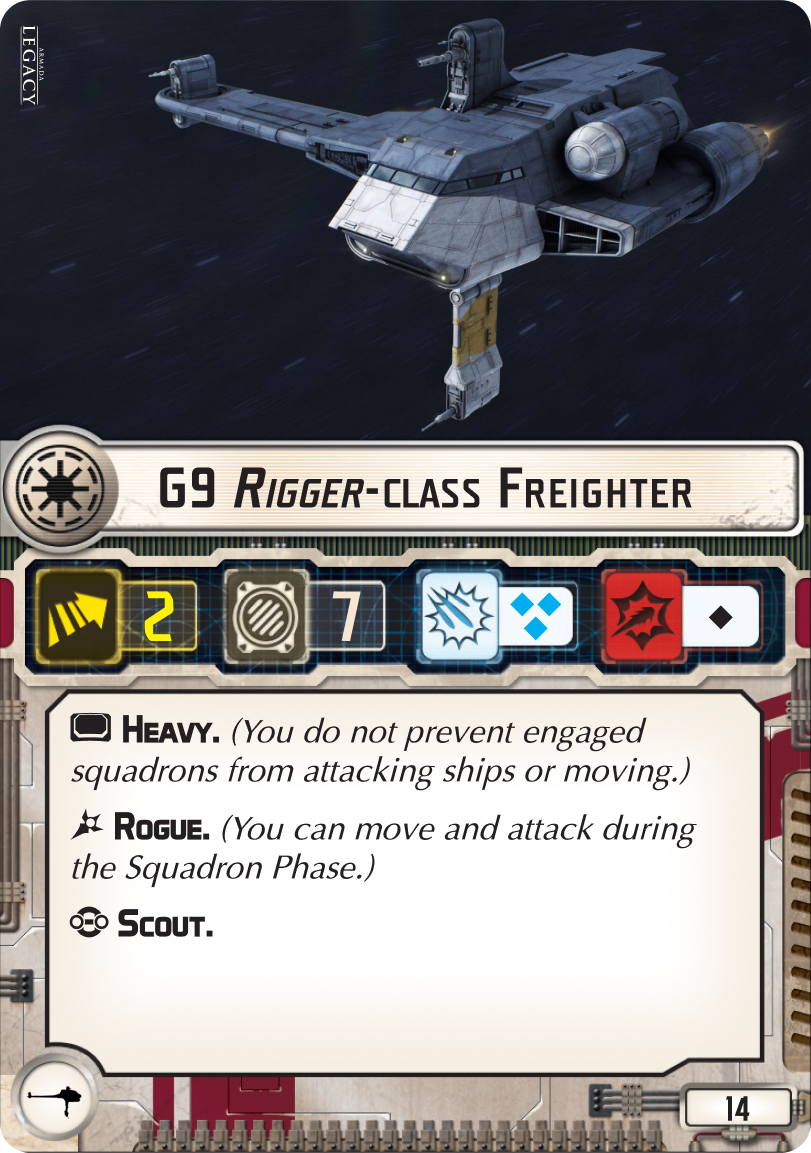 ARMADA
LEGACY
G9 RIGGER-CLASS FREIGHTER
2
7
HEAVY. (You do not prevent engaged
squadrons from attacking ships or moving.)
ROGUE. (You can move and attack during
the Squadron Phase.)
SCOUT.
14